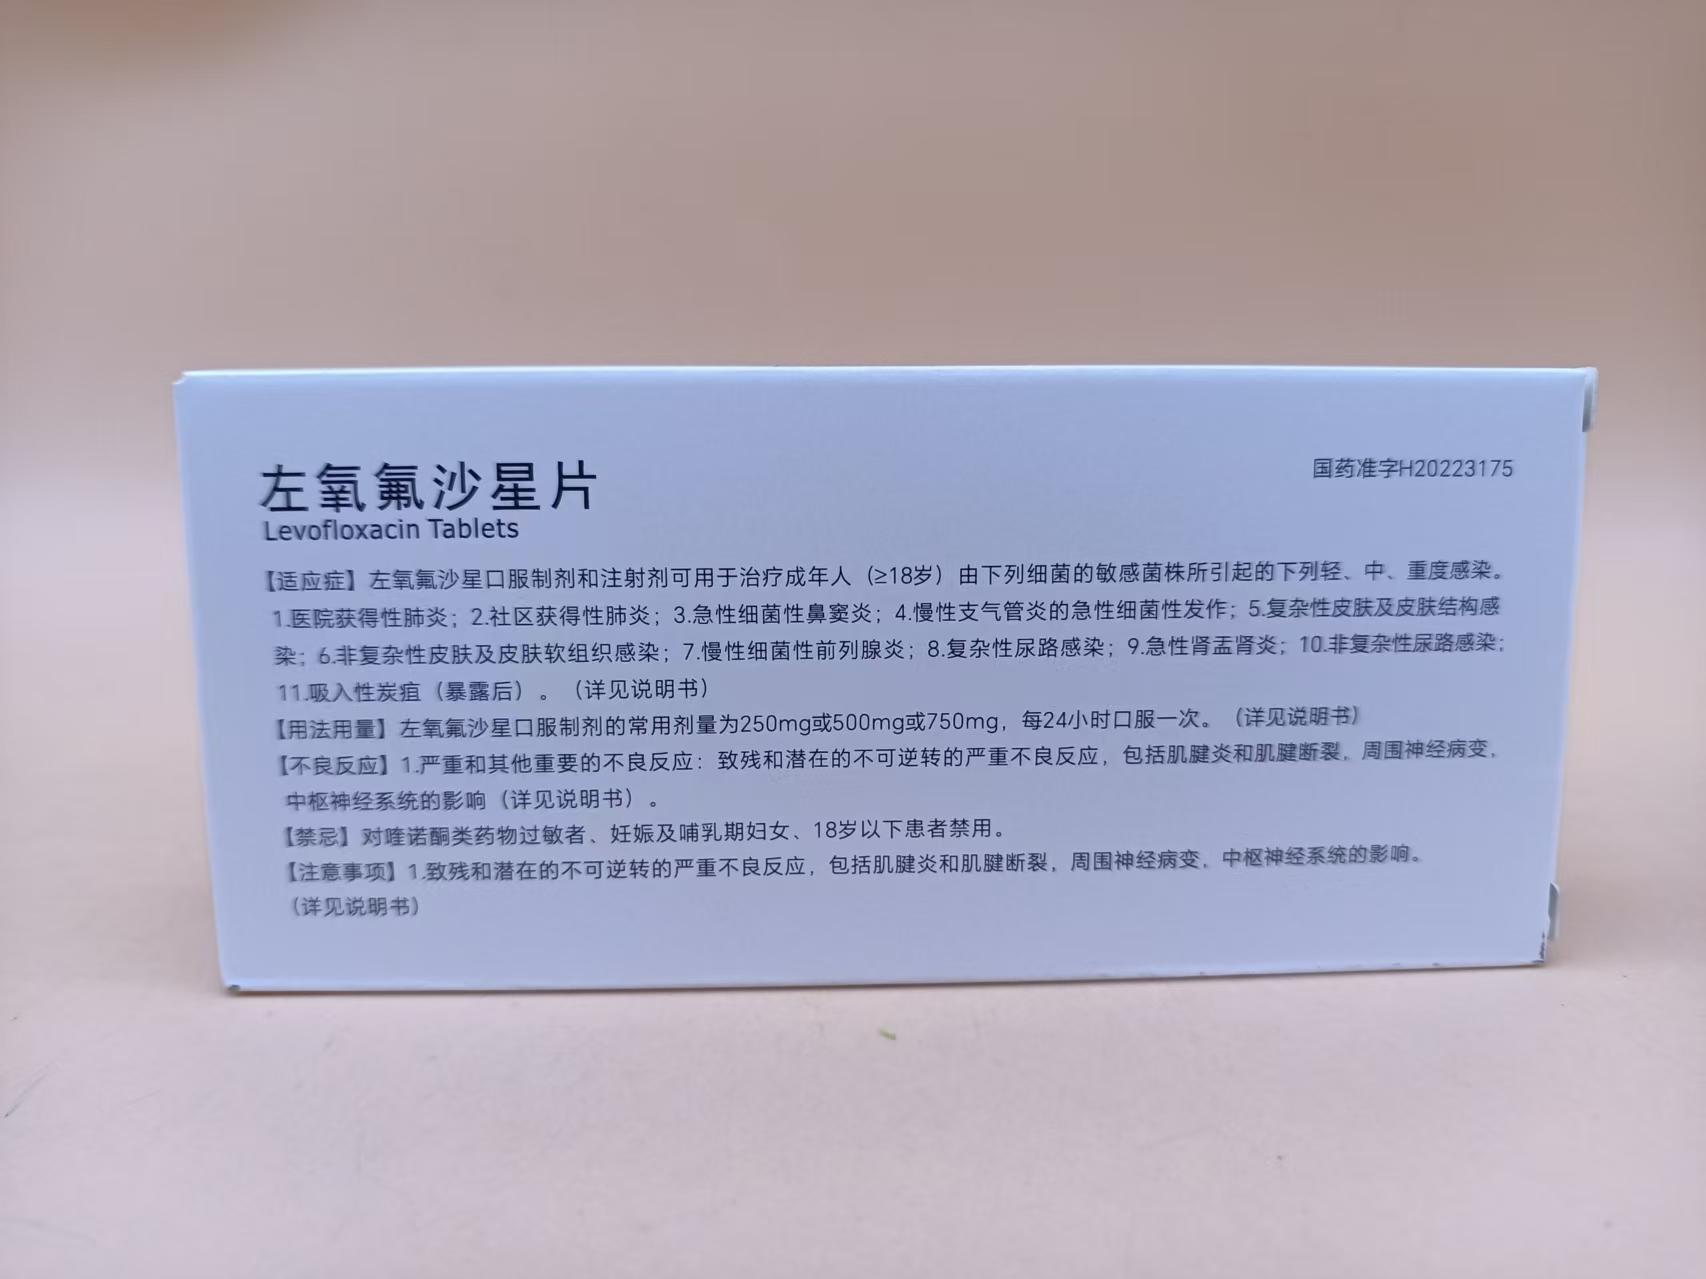 左氧氟沙星片
国药准字H20223175
Levofloxacin Tablets
【适应症】左氧氟沙星口服制剂和注射剂可用于治疗成年人（≥18岁）由下列细菌的敏感菌株所引起的下列轻、中、重度感染。
1.医院获得性肺炎；2.社区获得性肺炎；3.急性细菌性鼻窦炎；4.慢性支气管炎的急性细菌性发作；5.复杂性皮肤及皮肤结构感
染；6.非复杂性皮肤及皮肤软组织感染；7.慢性细菌性前列腺炎；8.复杂性尿路感染；9.急性肾盂肾炎；10.非复杂性尿路感染；
11.吸入性炭疽（暴露后）。（详见说明书）
【用法用量】左氧氟沙星口服制剂的常用剂量为250mg或500mg或750mg，每24小时口服一次。（详见说明书）
【不良反应】1.严重和其他重要的不良反应：致残和潜在的不可逆转的严重不良反应，包括肌腱炎和肌腱断裂，周围神经病变，
中枢神经系统的影响（详见说明书）。
【禁忌】对喹诺酮类药物过敏者、妊娠及哺乳期妇女、18岁以下患者禁用。
【注意事项】1.致残和潜在的不可逆转的严重不良反应，包括肌腱炎和肌腱断裂，周围神经病变，中枢神经系统的影响。
（详见说明书）